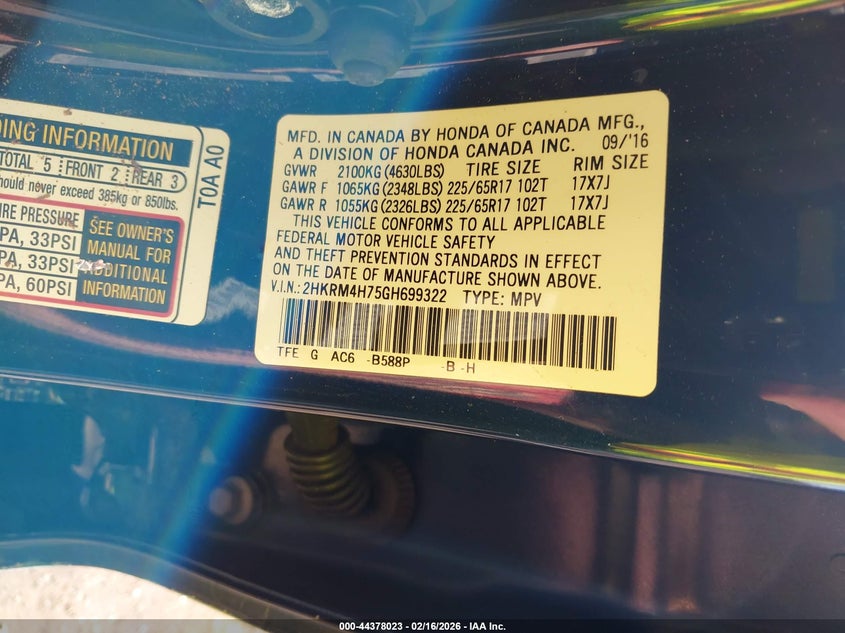 DING INFORMATION
TOTAL 5 FRONT 2 REAR 3
hould never exceed 385kg or 850lbs.
IRE PRESSURE
PA, 33PSI
PA, 33PSI
PA, 60PSI
SEE OWNER'S
MANUAL FOR
ADDITIONAL
INFORMATION
T0A A0
MFD. IN CANADA BY HONDA OF CANADA MFG.,
A DIVISION OF HONDA CANADA INC. 09/'16
GVWR 2100KG(4630LBS) TIRE SIZE RIM SIZE
GAWR F 1065KG(2348LBS) 225/65R17 102T 17X7J
GAWR R 1055KG(2326LBS) 225/65R17 102T 17X7J
THIS VEHICLE CONFORMS TO ALL APPLICABLE
FEDERAL MOTOR VEHICLE SAFETY
AND THEFT PREVENTION STANDARDS IN EFFECT
ON THE DATE OF MANUFACTURE SHOWN ABOVE.
V.I.N.: 2HKRM4H75GH699322 TYPE: MPV
TFE G AC6 -B588P -B -H
000-44378023 - 02/16/2026 - IAA Inc.